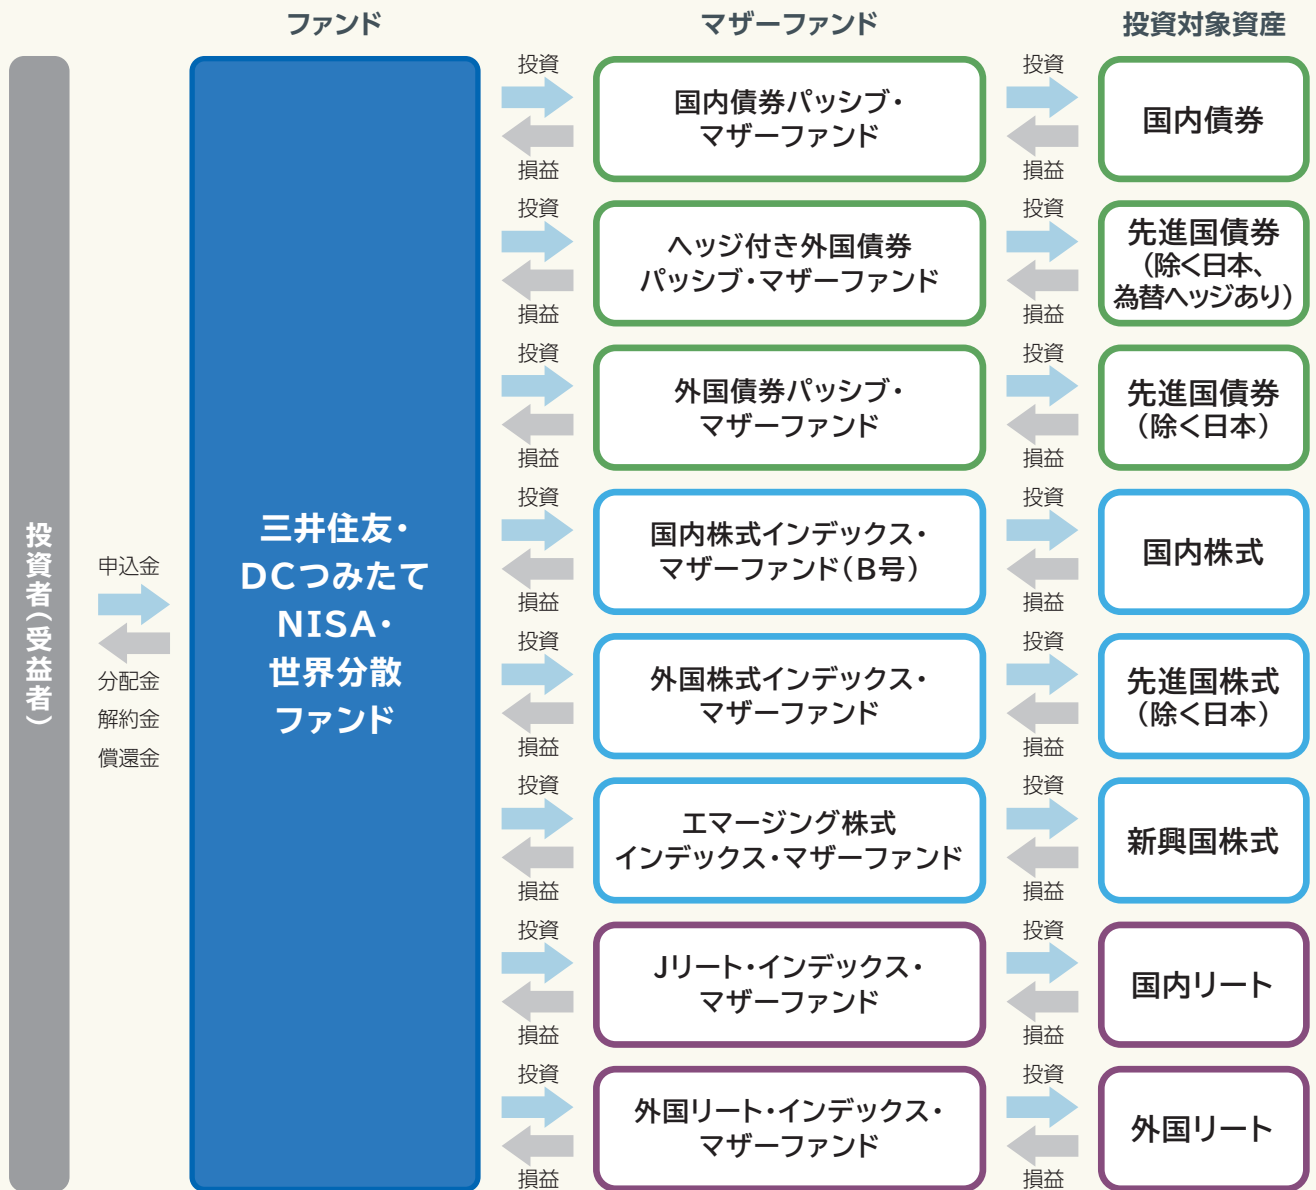 ファンド
マザーファンド
投資対象資産
投資者(受益者)
申込金
分配金
解約金
償還金
三井住友・
DCつみたて
NISA・
世界分散
ファンド
投資
損益
国内債券パッシブ・
マザーファンド
投資
損益
国内債券
投資
損益
ヘッジ付き外国債券
パッシブ・マザーファンド
投資
損益
先進国債券
(除く日本、
為替ヘッジあり)
投資
損益
外国債券パッシブ・
マザーファンド
投資
損益
先進国債券
(除く日本)
投資
損益
国内株式インデックス・
マザーファンド(B号)
投資
損益
国内株式
投資
損益
外国株式インデックス・
マザーファンド
投資
損益
先進国株式
(除く日本)
投資
損益
エマージング株式
インデックス・マザーファンド
投資
損益
新興国株式
投資
損益
Jリート・インデックス・
マザーファンド
投資
損益
国内リート
投資
損益
外国リート・インデックス・
マザーファンド
投資
損益
外国リート